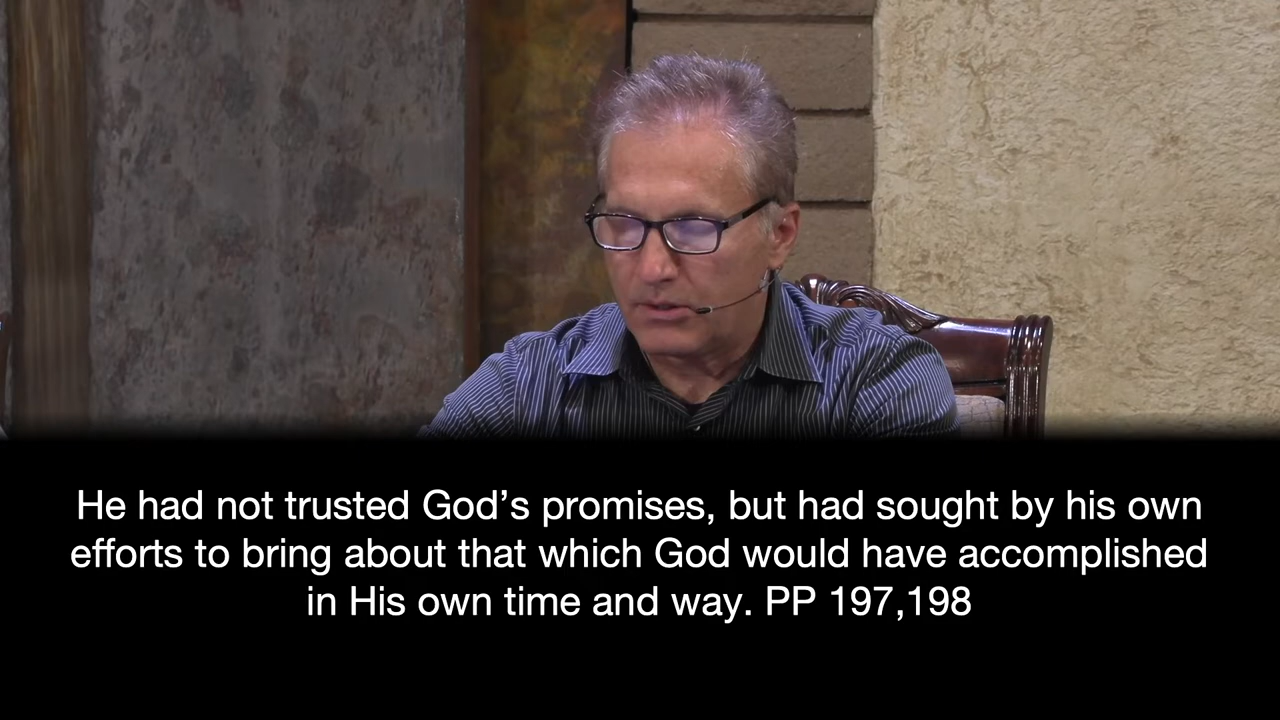 He had not trusted God’s promises, but had sought by his own
efforts to bring about that which God would have accomplished
in His own time and way. PP 197,198